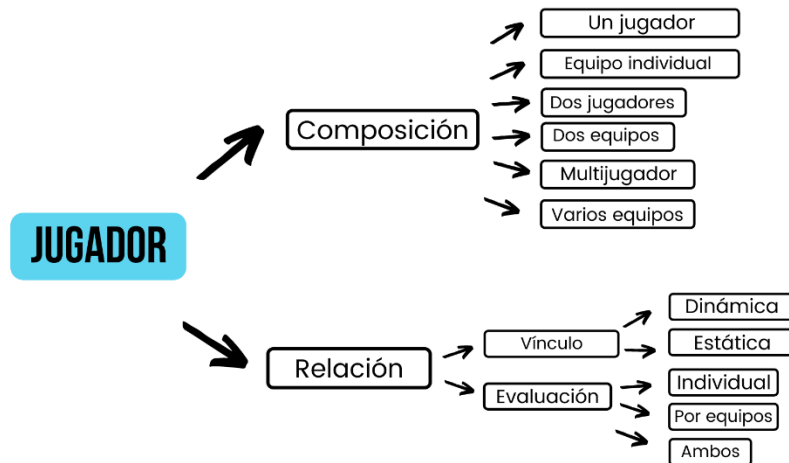 JUGADOR
Composición
Un jugador
Equipo individual
Dos jugadores
Dos equipos
Multijugador
Varios equipos
Relación
Vínculo
Dinámica
Estática
Evaluación
Individual
Por equipos
Ambos